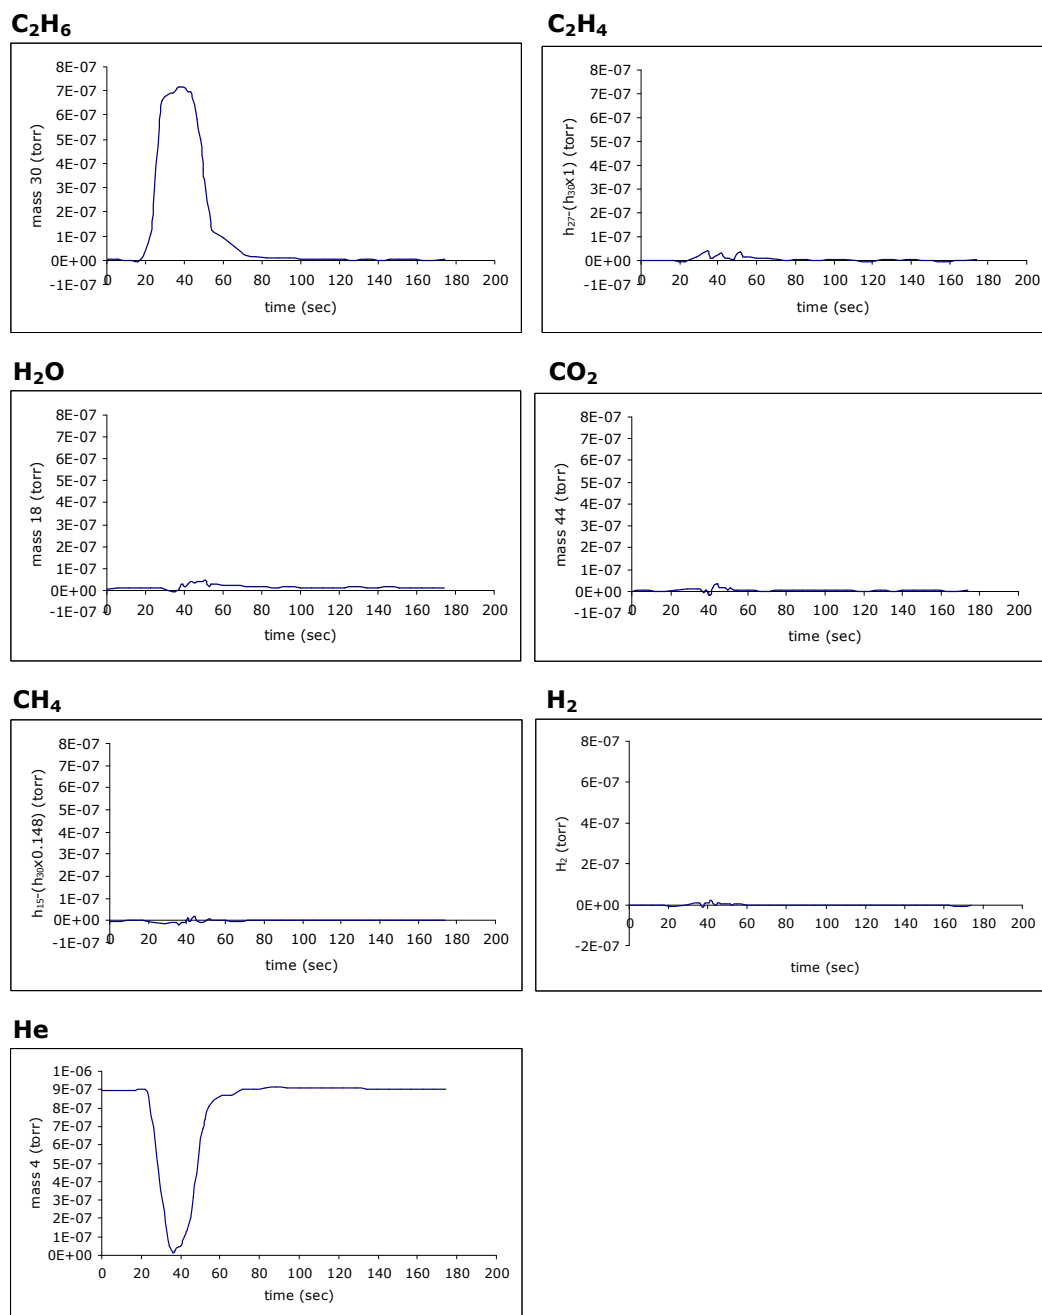 C₂H₆
8E-07
7E-07
6E-07
5E-07
4E-07
3E-07
2E-07
1E-07
0E+00
-1E-07
0 20 40 60 80 100 120 140 160 180 200
mass 30 (torr)
time (sec)
C₂H₄
8E-07
7E-07
6E-07
5E-07
4E-07
3E-07
2E-07
1E-07
0E+00
-1E-07
0 20 40 60 80 100 120 140 160 180 200
h₂₇-(h₃₀x1) (torr)
time (sec)
H₂O
8E-07
7E-07
6E-07
5E-07
4E-07
3E-07
2E-07
1E-07
0E+00
-1E-07
0 20 40 60 80 100 120 140 160 180 200
mass 18 (torr)
time (sec)
CO₂
8E-07
7E-07
6E-07
5E-07
4E-07
3E-07
2E-07
1E-07
0E+00
-1E-07
0 20 40 60 80 100 120 140 160 180 200
mass 44 (torr)
time (sec)
CH₄
8E-07
7E-07
6E-07
5E-07
4E-07
3E-07
2E-07
1E-07
0E+00
-1E-07
0 20 40 60 80 100 120 140 160 180 200
h₁₅-(h₃₀x0.148) (torr)
time (sec)
H₂
8E-07
6E-07
4E-07
2E-07
0E+00
-2E-07
0 20 40 60 80 100 120 140 160 180 200
H₂ (torr)
time (sec)
He
1E-06
9E-07
8E-07
7E-07
6E-07
5E-07
4E-07
3E-07
2E-07
1E-07
0E+00
0 20 40 60 80 100 120 140 160 180 200
mass 4 (torr)
time (sec)